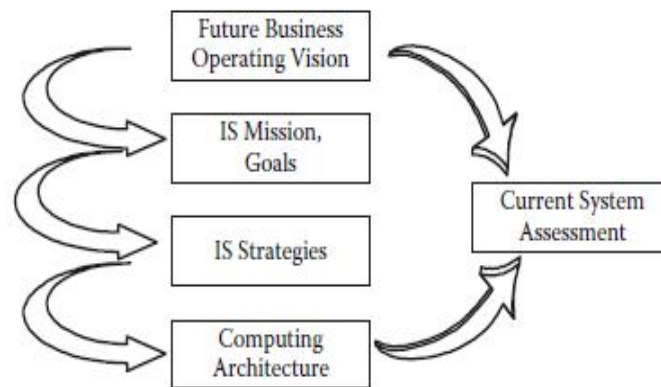 Future Business
Operating Vision
IS Mission,
Goals
IS Strategies
Computing
Architecture
Current System
Assessment